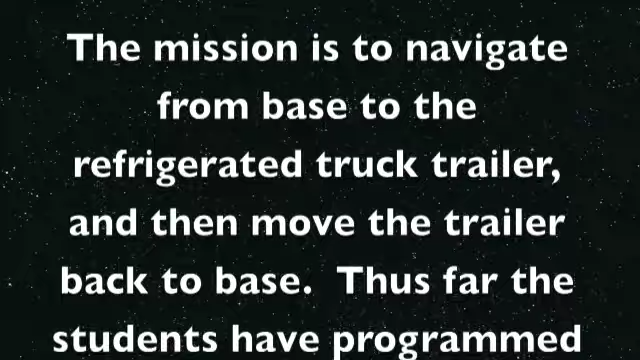 The mission is to navigate
from base to the
refrigerated truck trailer,
and then move the trailer
back to base.  Thus far the
students have programmed